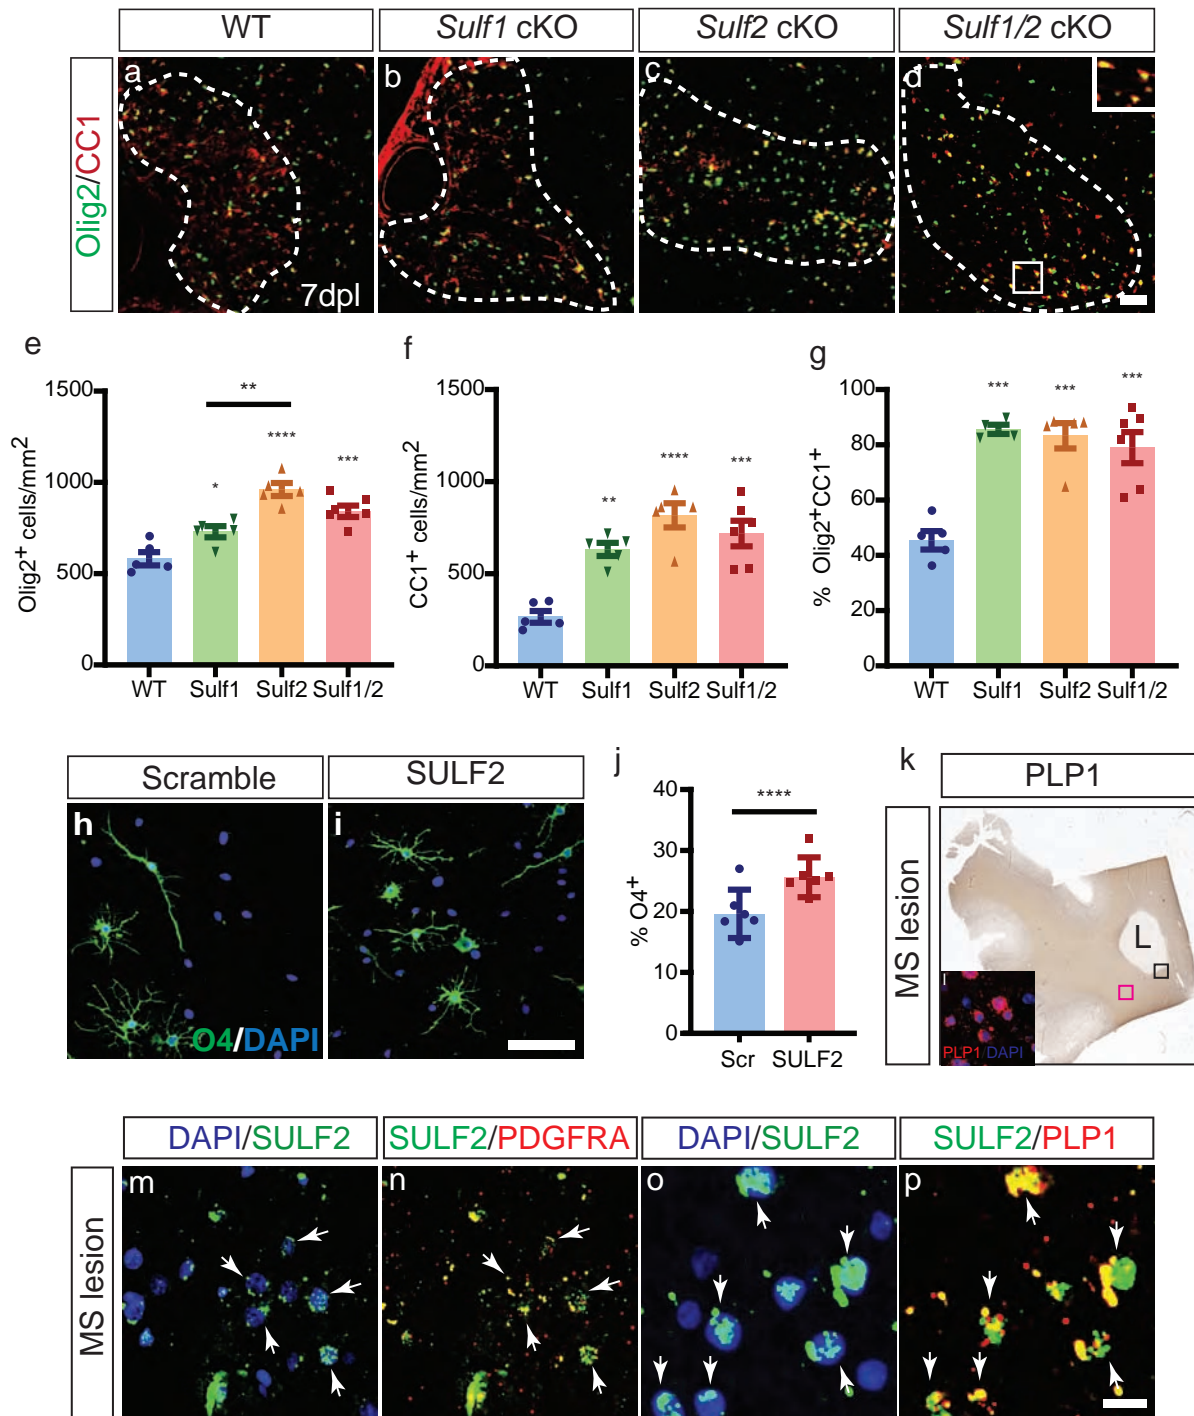 WT
Sulf1 cKO
Sulf2 cKO
Sulf1/2 cKO
Olig2/CC1
a
b
c
d
7dpl
e
Olig2+ cells/mm2
1500
1000
500
0
*
**
****
***
WT
Sulf1
Sulf2
Sulf1/2
f
CC1+ cells/mm2
1500
1000
500
0
**
****
***
WT
Sulf1
Sulf2
Sulf1/2
g
% Olig2+CC1+
100
80
60
40
20
0
***
***
***
WT
Sulf1
Sulf2
Sulf1/2
Scramble
SULF2
h
i
O4/DAPI
j
% O4+
40
30
20
10
0
****
Scr
SULF2
k
PLP1
MS lesion
L
l
PLP1/DAPI
DAPI/SULF2
SULF2/PDGFRA
DAPI/SULF2
SULF2/PLP1
MS lesion
m
n
o
p